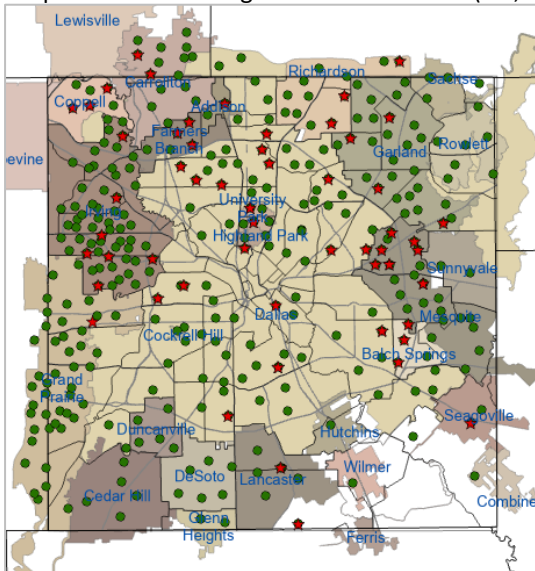 Lewisville
Richardson
Carrollton
Sachse
Coppell
Addison
Farmers
Branch
Garland
Rowlett
University
Park
Irving
Highland Park
Sunnyvale
Dallas
Mesquite
Cockrell Hill
Balch Springs
Grand
Prairie
Seagoville
Duncanville
Hutchins
DeSoto
Lancaster
Wilmer
Cedar Hill
Combine
Glenn
Heights
Ferris